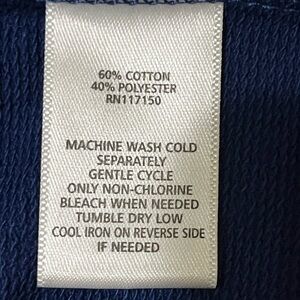 60% COTTON
40% POLYESTER
RN117150
MACHINE WASH COLD
SEPARATELY
GENTLE CYCLE
ONLY NON-CHLORINE
BLEACH WHEN NEEDED
TUMBLE DRY LOW
COOL IRON ON REVERSE SIDE
IF NEEDED